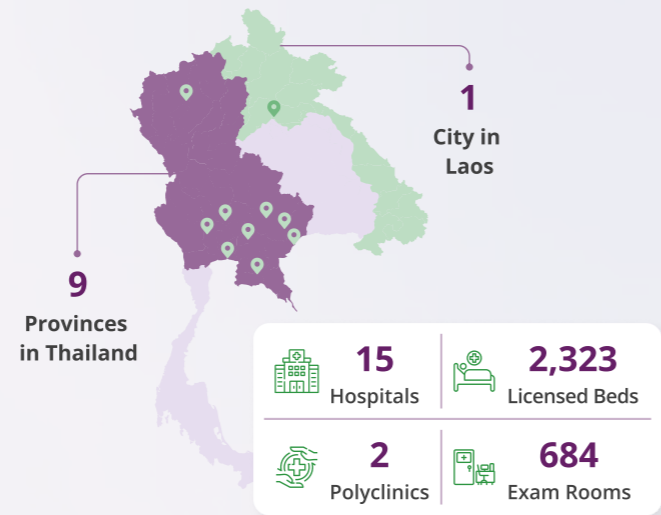 1
City in
Laos
9
Provinces
in Thailand
15
Hospitals
2,323
Licensed Beds
2
Polyclinics
684
Exam Rooms